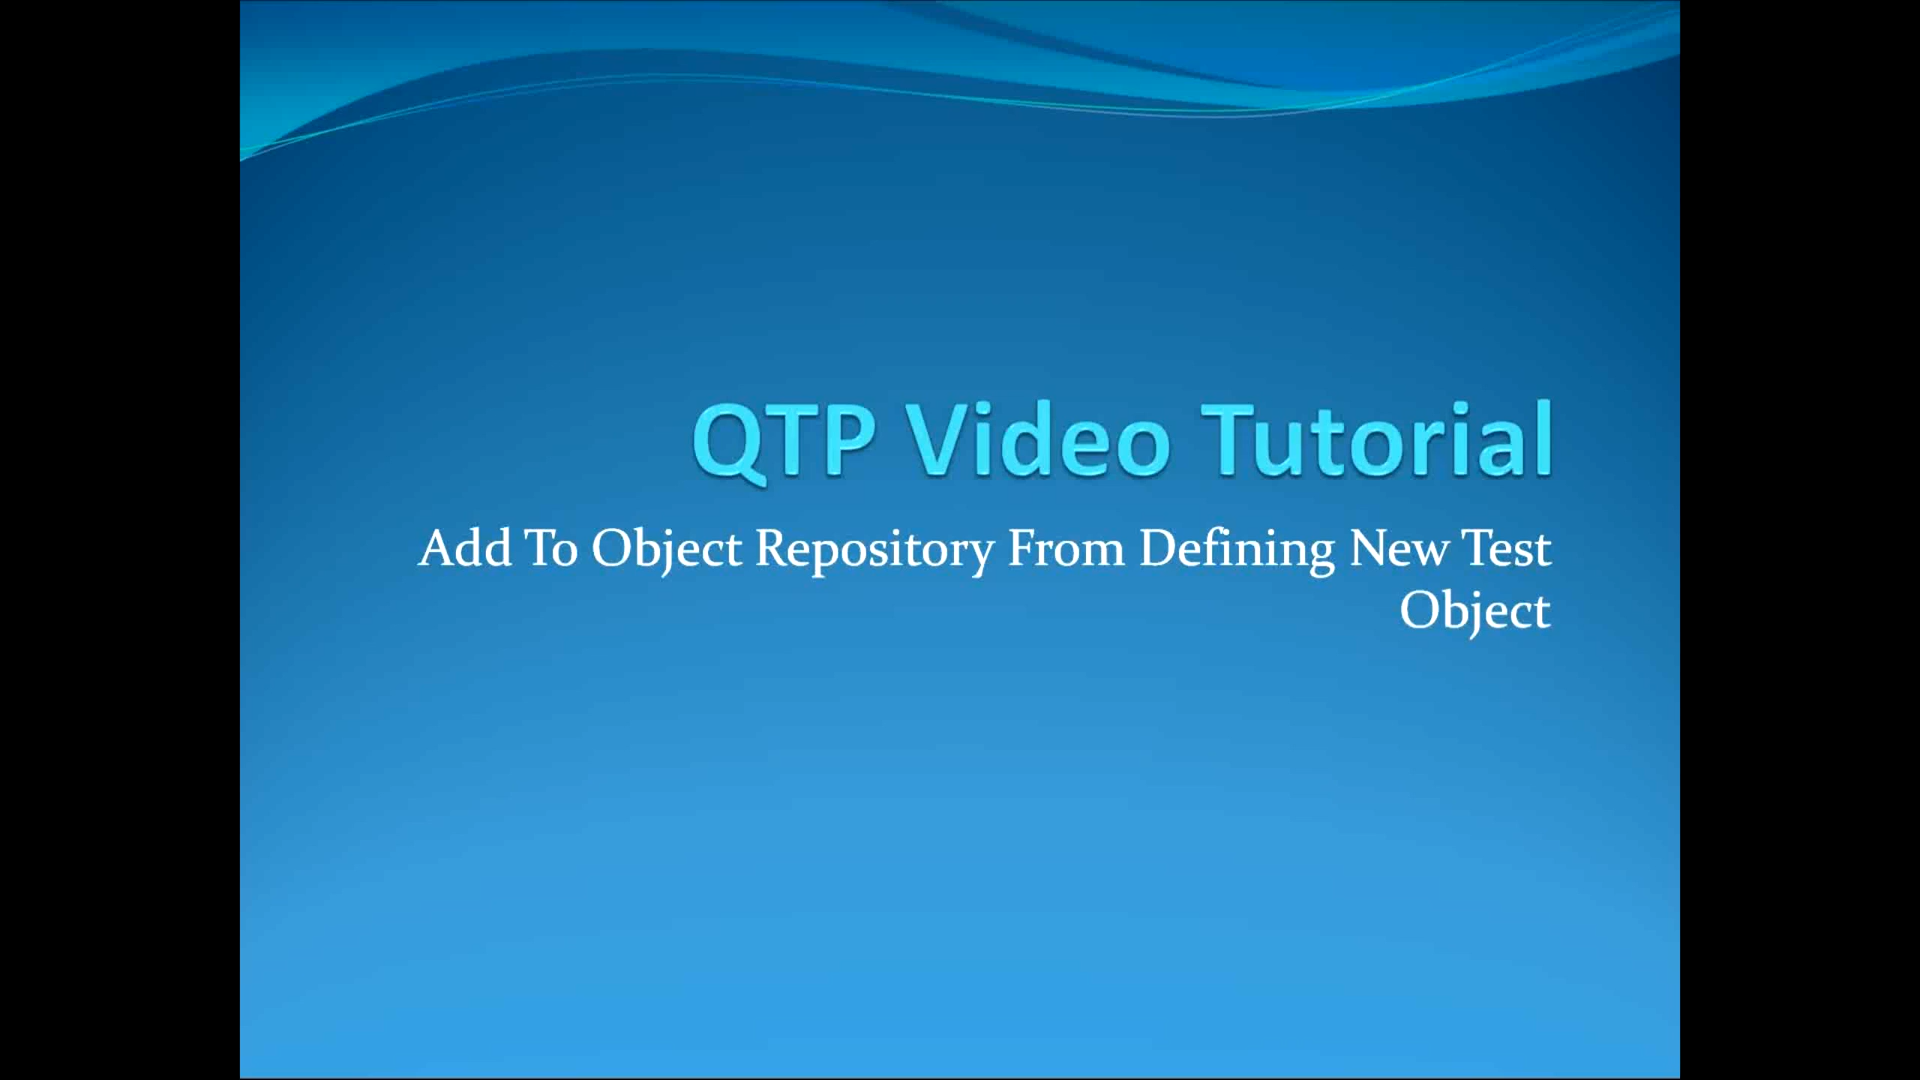 QTP Video Tutorial
Add To Object Repository From Defining New Test
Object